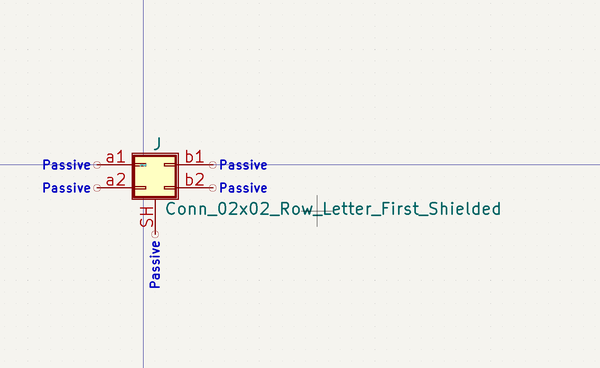 J
Passive a1 b1 Passive
Passive a2 b2 Passive
SH
Conn_02x02_Row_Letter_First_Shielded
Passive